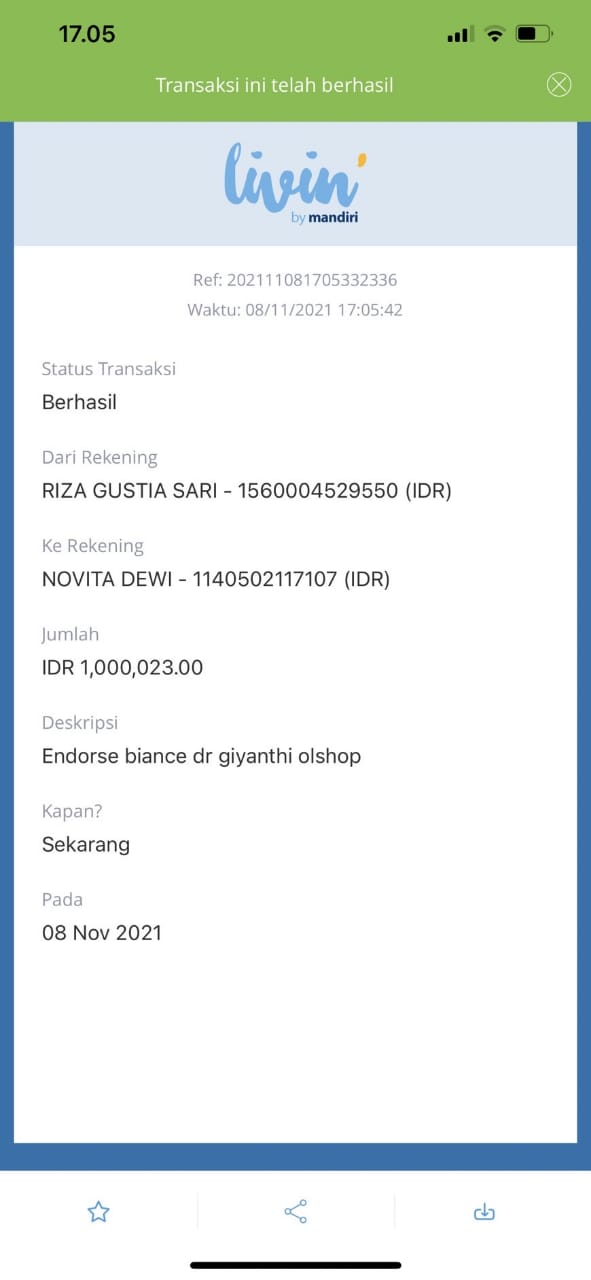 17.05
Transaksi ini telah berhasil
livin'
by mandiri
Ref: 202111081705332336
Waktu: 08/11/2021 17:05:42
Status Transaksi
Berhasil
Dari Rekening
RIZA GUSTIA SARI - 1560004529550 (IDR)
Ke Rekening
NOVITA DEWI - 1140502117107 (IDR)
Jumlah
IDR 1,000,023.00
Deskripsi
Endorse biance dr giyanthi olshop
Kapan?
Sekarang
Pada
08 Nov 2021